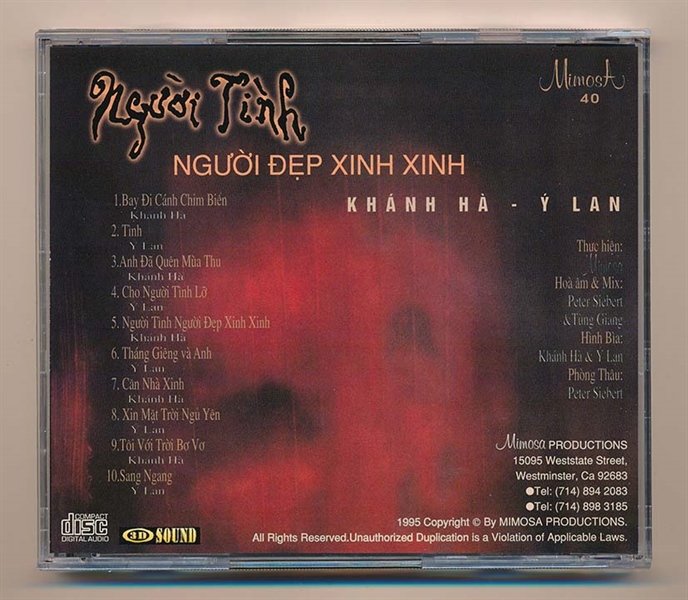 Người Tình
NGƯỜI ĐẸP XINH XINH
Mimosa
40
KHÁNH HÀ - Ý LAN
1.Bay Đi Cánh Chim Biển
Khánh Hà
2. Tình
Ý Lan
3.Anh Đã Quên Mùa Thu
Khánh Hà
4. Cho Người Tình Lỡ
Ý Lan
5. Người Tình Người Đẹp Xinh Xinh
Khánh Hà
6. Tháng Giêng và Anh
Ý Lan
7. Căn Nhà Xinh
Khánh Hà
8. Xin Mặt Trời Ngủ Yên
Ý Lan
9.Tôi Với Trời Bơ Vơ
Khánh Hà
10.Sang Ngang
Ý Lan
Thực hiện:
Mimosa
Hoà âm & Mix:
Peter Siebert
&Tùng Giang
Hình Bìa:
Khánh Hà & Ý Lan
Phòng Thâu:
Peter Siebert
Mimosa PRODUCTIONS
15095 Weststate Street,
Westminster, Ca 92683
●Tel: (714) 894 2083
●Tel: (714) 898 3185
1995 Copyright © By MIMOSA PRODUCTIONS.
All Rights Reserved.Unauthorized Duplication is a Violation of Applicable Laws.
COMPACT
disc
DIGITAL AUDIO
3D SOUND